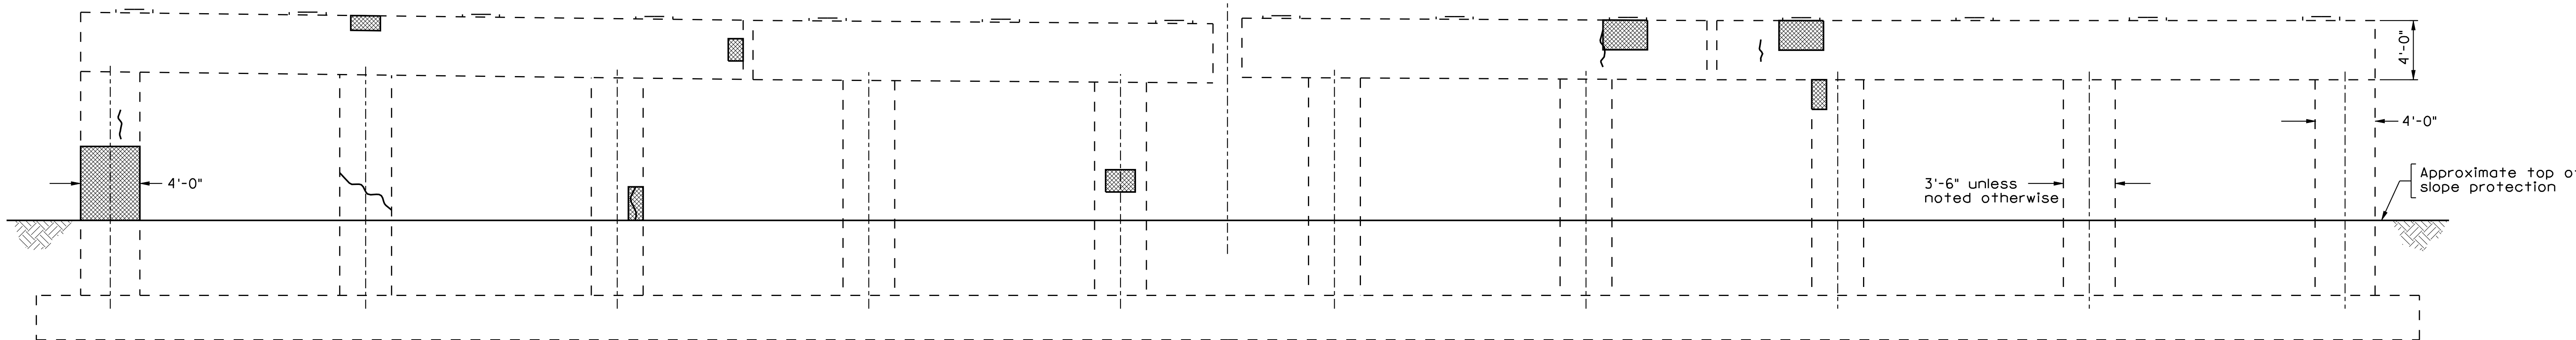 4'-0"
4'-0"
4'-0"
3'-6" unless
noted otherwise
Approximate top o
slope protection